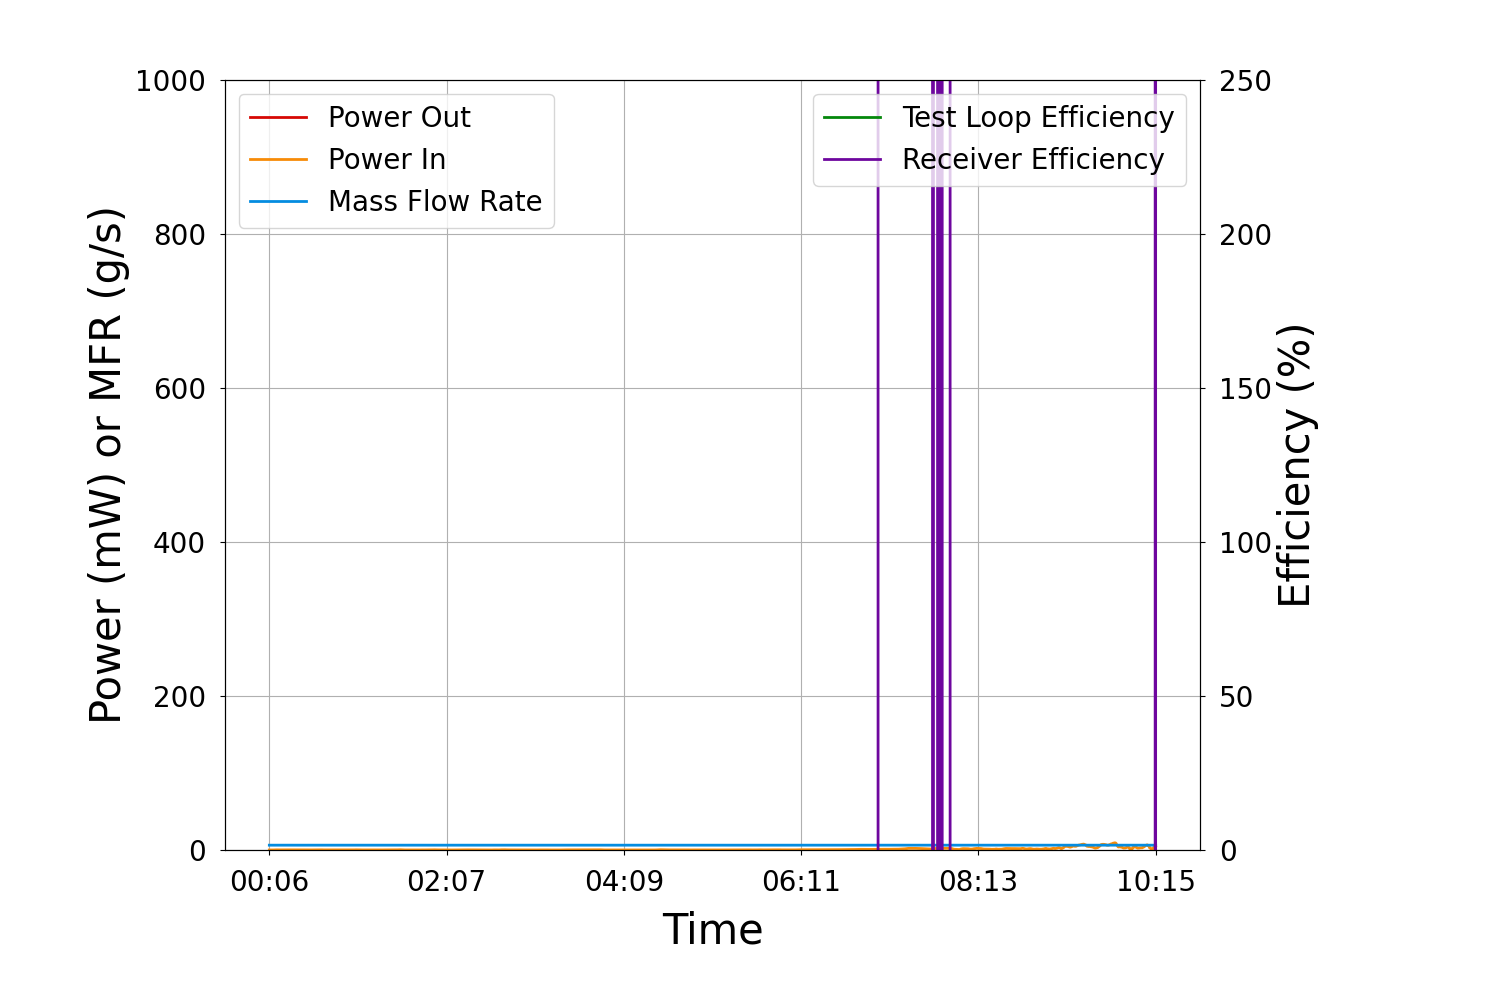 1000
800
600
400
200
0
Power (mW) or MFR (g/s)
Power Out
Power In
Mass Flow Rate
Test Loop Efficiency
Receiver Efficiency
250
200
150
100
50
0
Efficiency (%)
00:06 02:07 04:09 06:11 08:13 10:15
Time